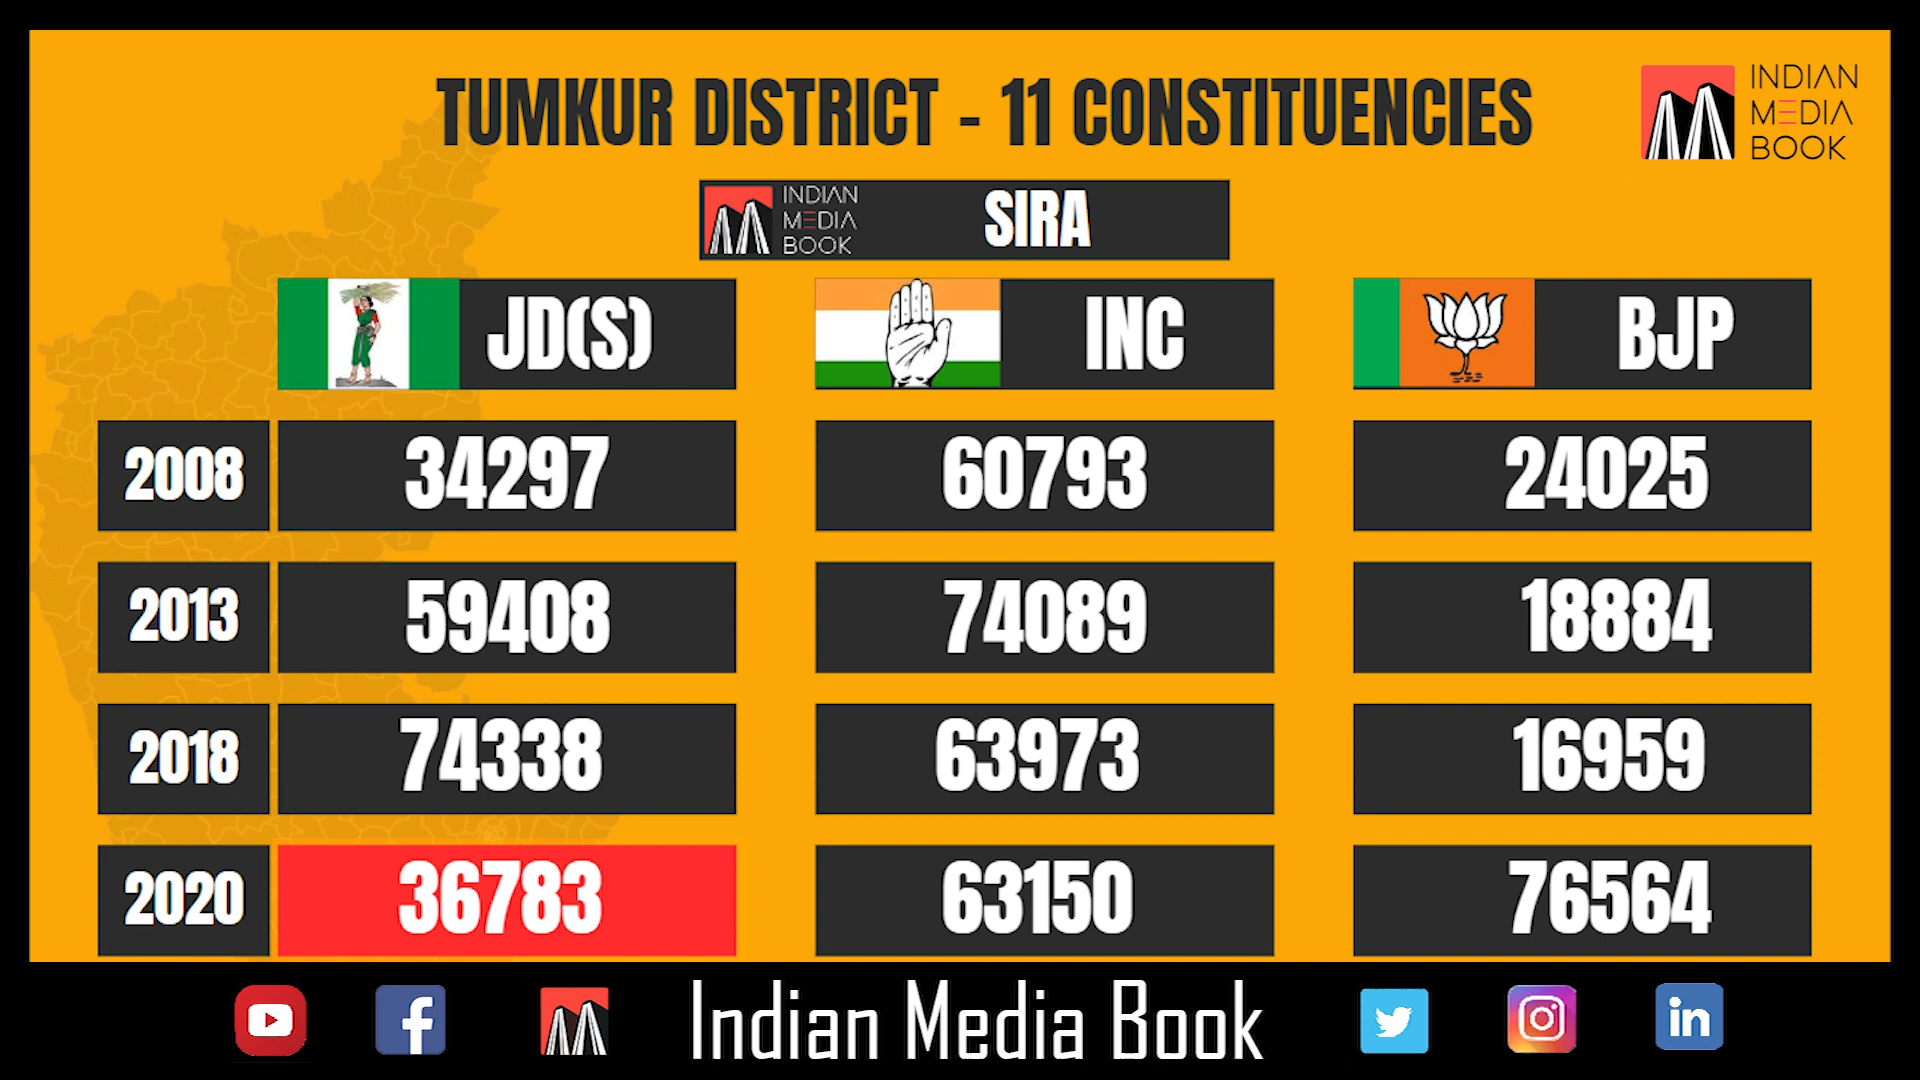 TUMKUR DISTRICT - 11 CONSTITUENCIES
INDIAN
MEDIA
BOOK
INDIAN
MEDIA
BOOK
SIRA
JD(S) INC BJP
2008 34297 60793 24025
2013 59408 74089 18884
2018 74338 63973 16959
2020 36783 63150 76564
Indian Media Book